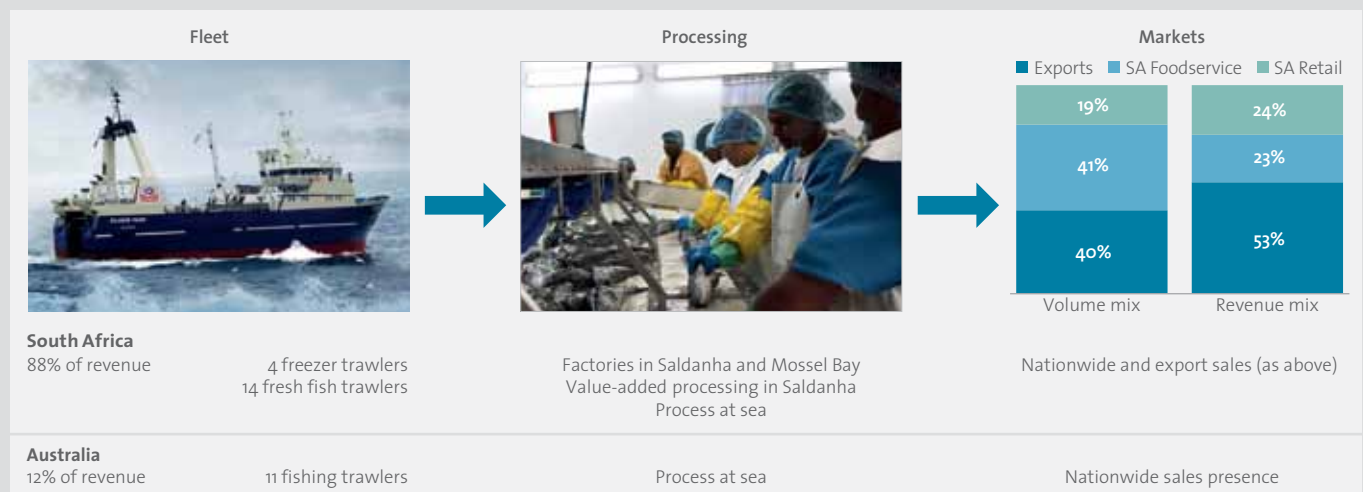 Fleet
Processing
Markets
Exports SA Foodservice SA Retail
19%
41%
40%
24%
23%
53%
Volume mix
Revenue mix
South Africa
88% of revenue
4 freezer trawlers
14 fresh fish trawlers
Factories in Saldanha and Mossel Bay
Value-added processing in Saldanha
Process at sea
Nationwide and export sales (as above)
Australia
12% of revenue
11 fishing trawlers
Process at sea
Nationwide sales presence